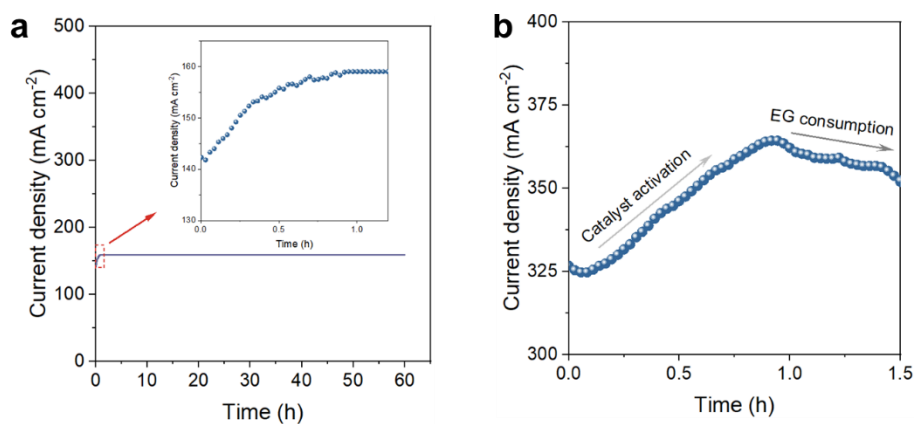 a
500
400
300
200
100
0
Current density (mA cm⁻²)
0 10 20 30 40 50 60
Time (h)
160
150
140
130
Current density (mA cm⁻²)
0.0 0.5 1.0
Time (h)
b
400
375
350
325
300
Current density (mA cm⁻²)
Catalyst activation
EG consumption
0.0 0.5 1.0 1.5
Time (h)